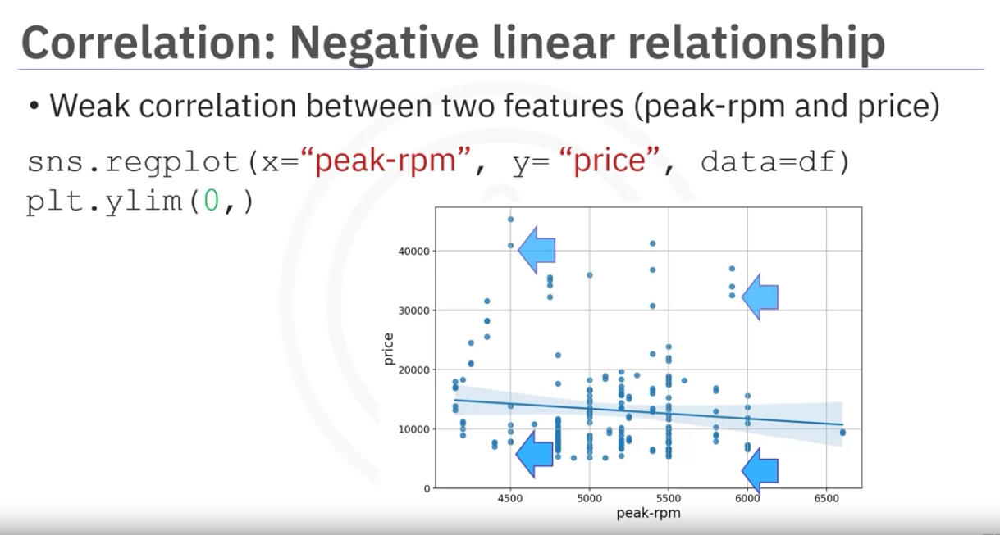 Correlation: Negative linear relationship
• Weak correlation between two features (peak-rpm and price)
sns.regplot(x=“peak-rpm”, y= “price”, data=df)
plt.ylim(0,)
40000
30000
20000
10000
0
price
4500 5000 5500 6000 6500
peak-rpm